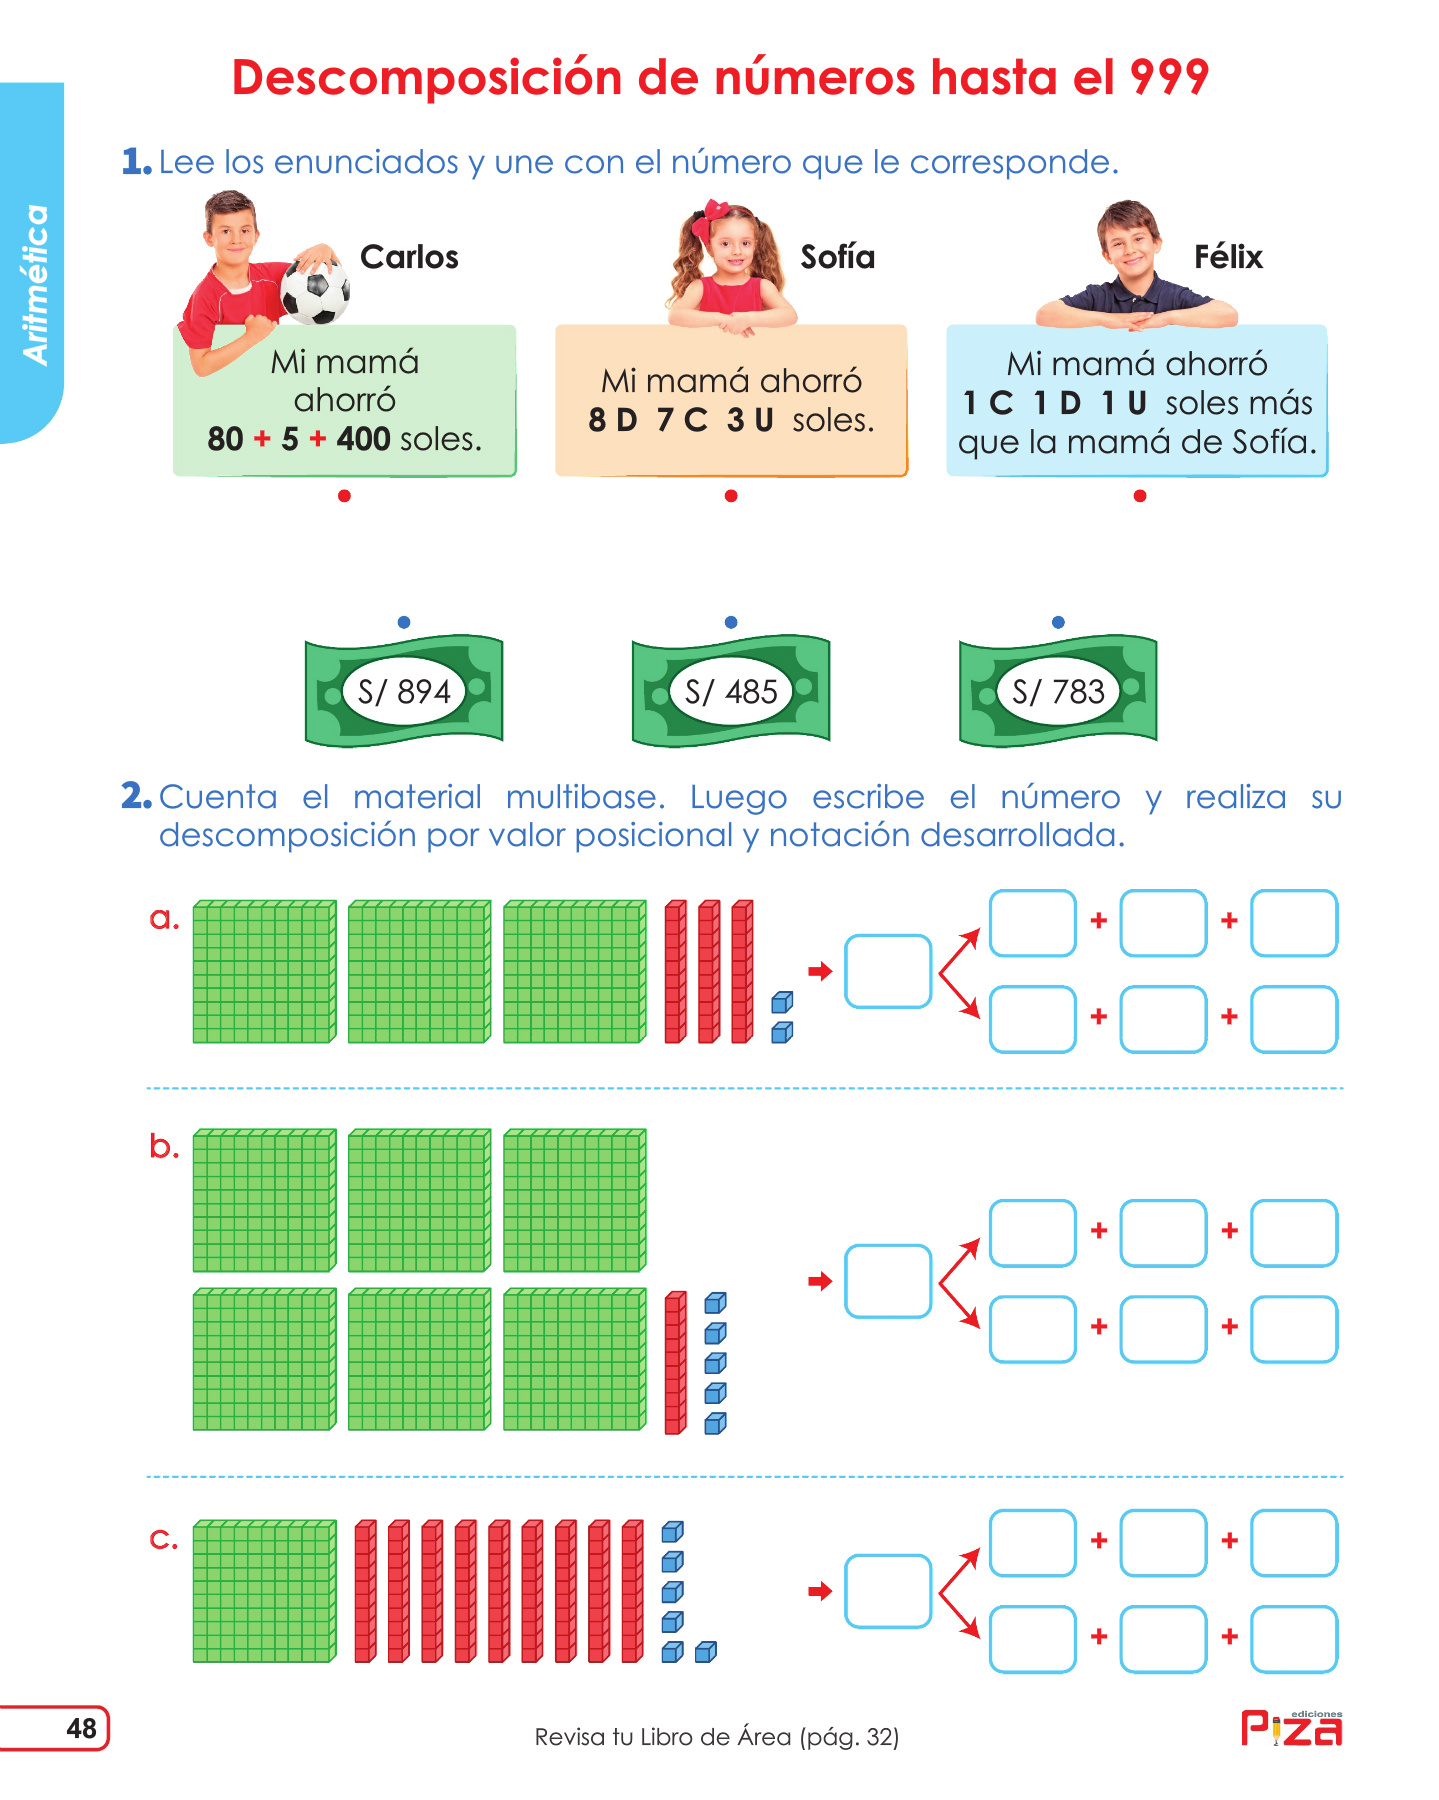 Descomposición de números hasta el 999
Aritmética
1. Lee los enunciados y une con el número que le corresponde.
Carlos
Sofía
Félix
Mi mamá
ahorró
80 + 5 + 400 soles.
Mi mamá ahorró
8 D 7 C 3 U soles.
Mi mamá ahorró
1 C 1 D 1 U soles más
que la mamá de Sofía.
S/ 894
S/ 485
S/ 783
2. Cuenta el material multibase. Luego escribe el número y realiza su
descomposición por valor posicional y notación desarrollada.
a.
+ +
+ +
b.
+ +
+ +
c.
+ +
+ +
48
Revisa tu Libro de Área (pág. 32)
ediciones
Piza